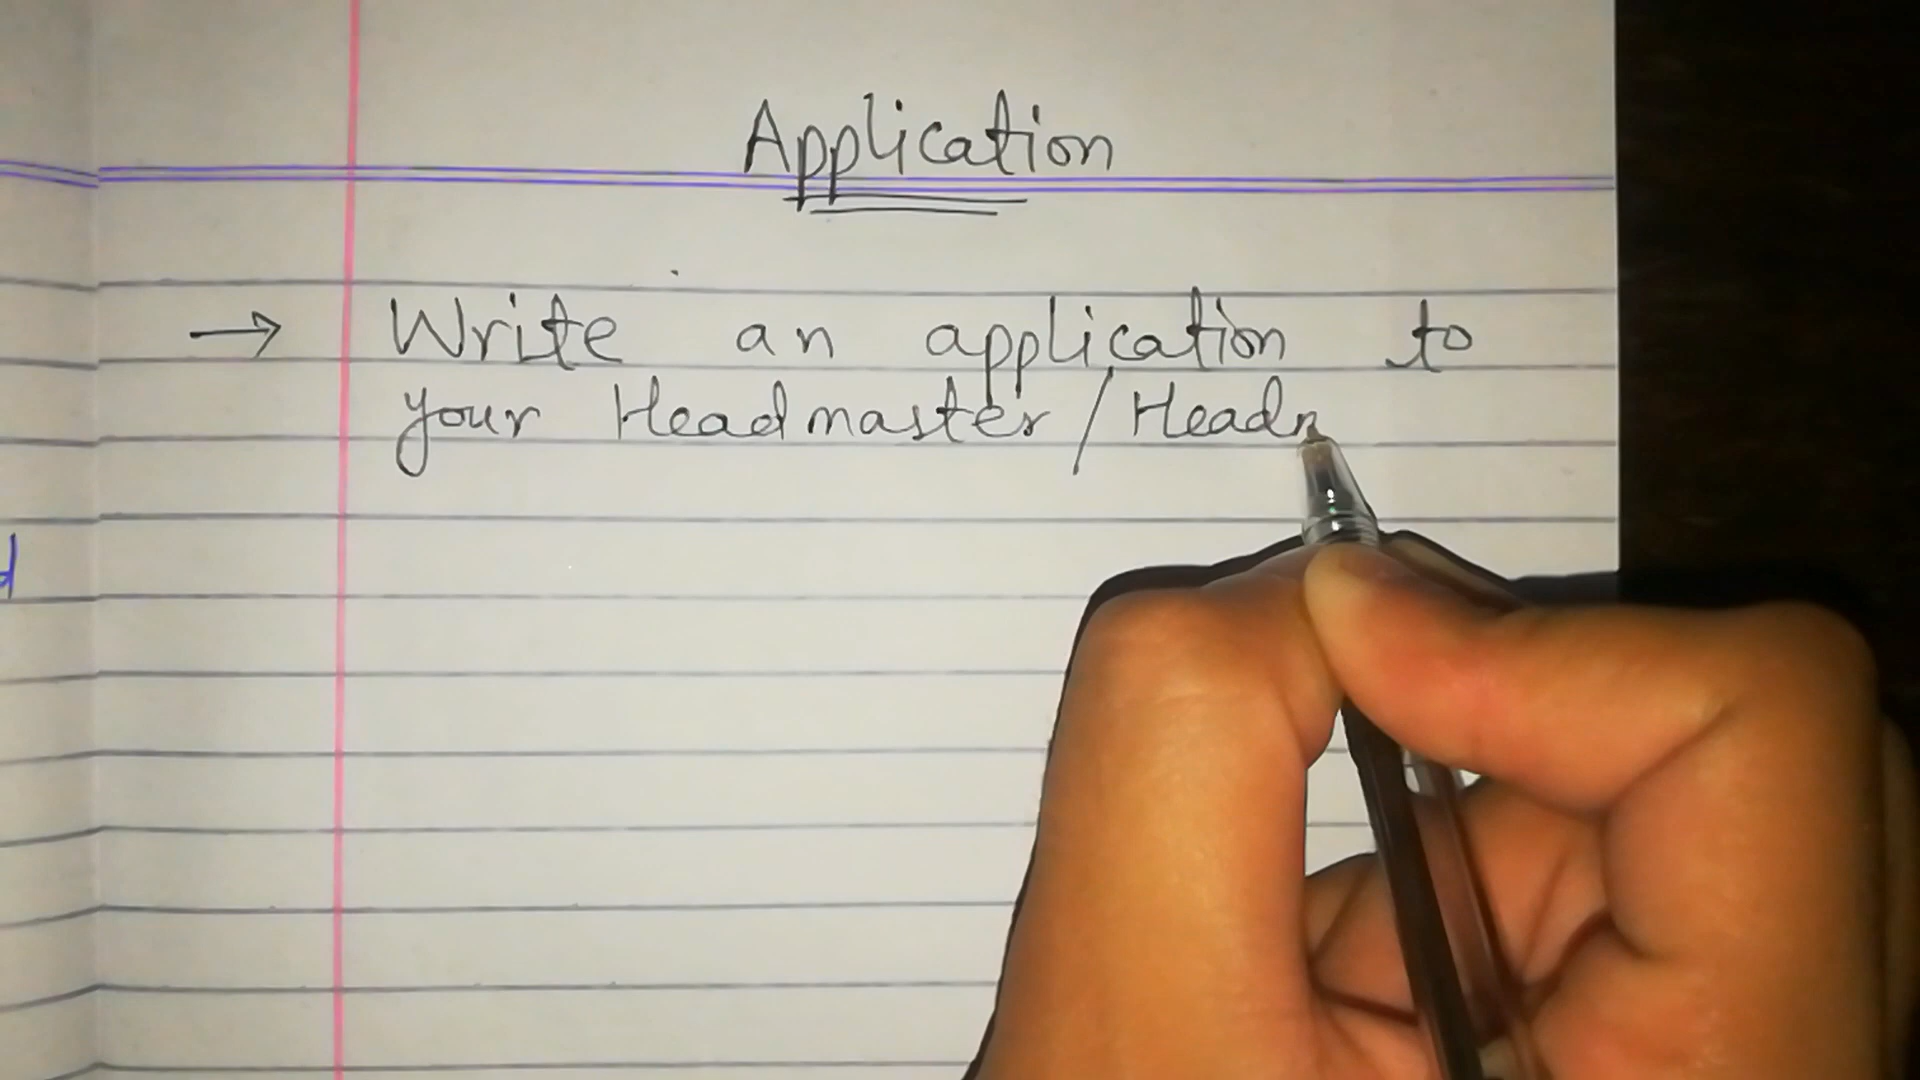 Application
→ Write an application to
your Headmaster/Headm
d